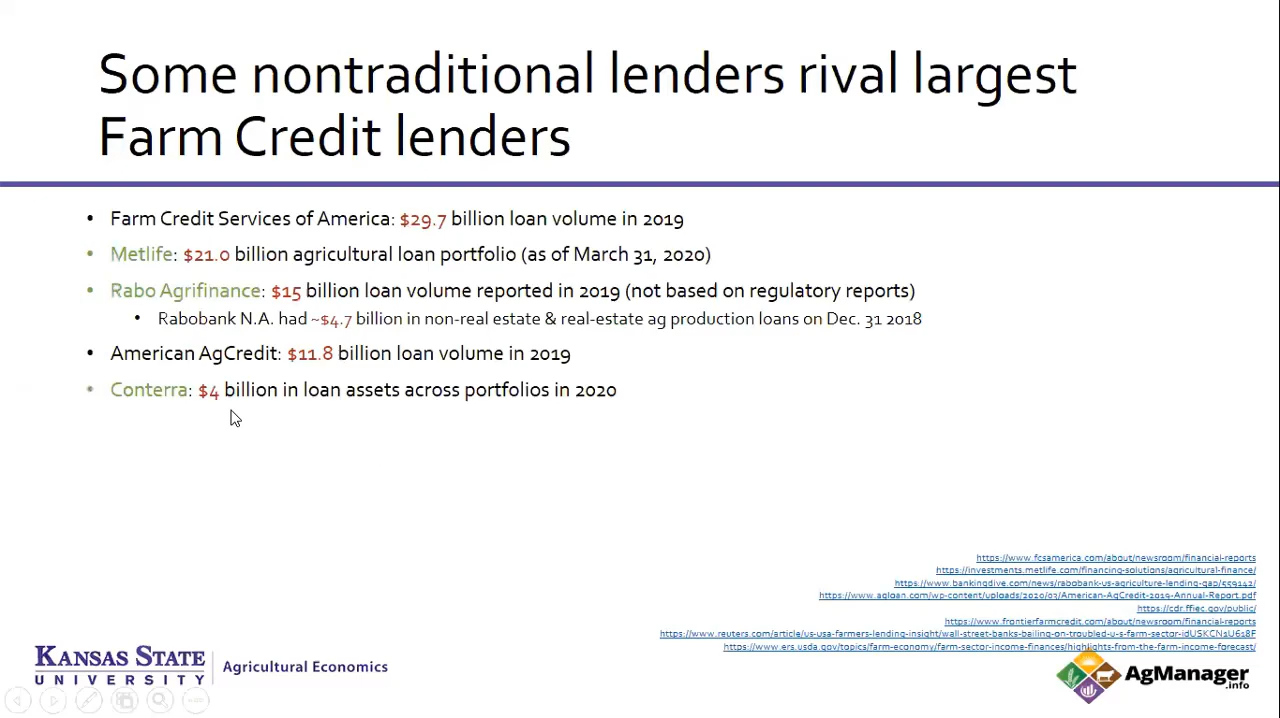 Some nontraditional lenders rival largest
Farm Credit lenders
• Farm Credit Services of America: $29.7 billion loan volume in 2019
• Metlife: $21.0 billion agricultural loan portfolio (as of March 31, 2020)
• Rabo Agrifinance: $15 billion loan volume reported in 2019 (not based on regulatory reports)
• Rabobank N.A. had ~$4.7 billion in non-real estate & real-estate ag production loans on Dec. 31 2018
• American AgCredit: $11.8 billion loan volume in 2019
• Conterra: $4 billion in loan assets across portfolios in 2020
https://www.fcsamerica.com/about/newsroom/financial-reports
https://investments.metlife.com/financing-solutions/agricultural-finance/
https://www.bankingdive.com/news/rabobank-us-agriculture-lending-gap/559142/
https://www.agloan.com/wp-content/uploads/2020/03/American-AgCredit-2019-Annual-Report.pdf
https://cdr.ffiec.gov/public/
https://www.frontierfarmcredit.com/about/newsroom/financial-reports
https://www.reuters.com/article/us-usa-farmers-lending-insight/wall-street-banks-bailing-on-troubled-u-s-farm-sector-idUSKCN1U618F
https://www.ers.usda.gov/topics/farm-economy/farm-sector-income-finances/highlights-from-the-farm-income-forecast/
KANSAS STATE
UNIVERSITY
Agricultural Economics
AgManager
.info